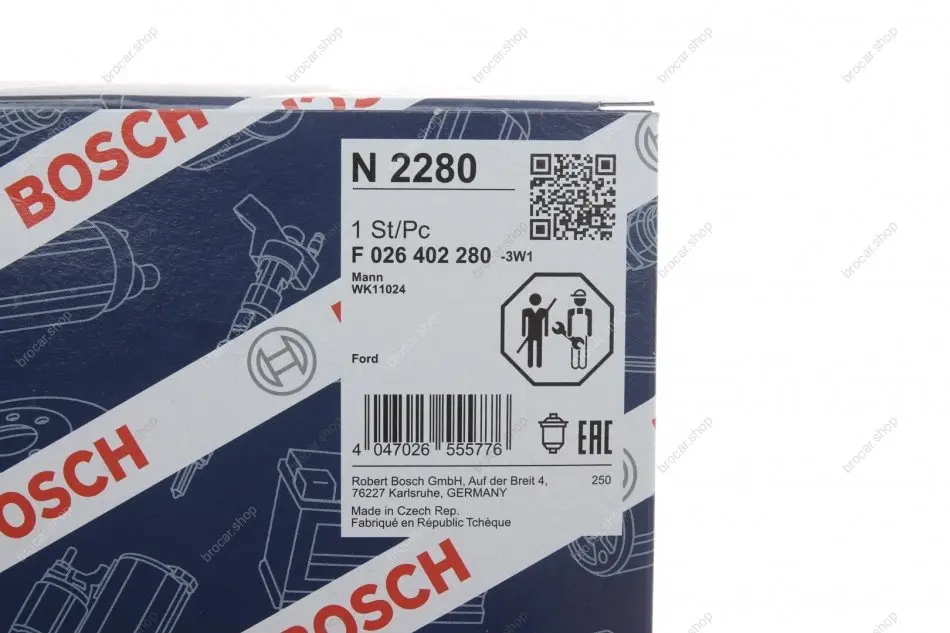 BOSCH
N 2280
1 St/Pc
F 026 402 280 -3W1
Mann
WK11024
Ford
4 047026 555776
EAC
Robert Bosch GmbH, Auf der Breit 4, 250
76227 Karlsruhe, GERMANY
Made in Czech Rep.
Fabriqué en République Tchèque
BOSCH
BOSCH
brocar.shop